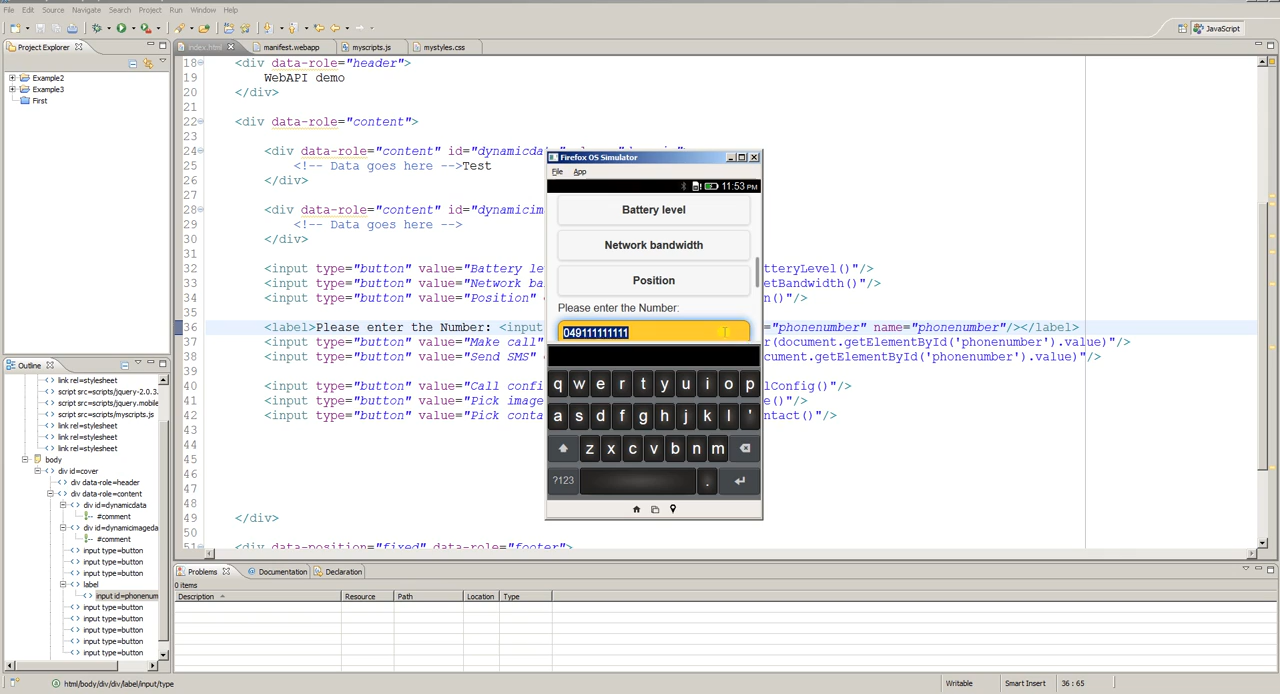 File Edit Source Navigate Search Project Run Window Help
JavaScript
Project Explorer
index.html manifest.webapp myscripts.js mystyles.css
Example2
Example3
First
18 <div data-role="header">
19 WebAPI demo
20 </div>
21
22 <div data-role="content">
23
24 <div data-role="content" id="dynamicdat
25 <!-- Data goes here -->Test
26 </div>
27
28 <div data-role="content" id="dynamicim
29 <!-- Data goes here -->
30 </div>
31
32 <input type="button" value="Battery le tteryLevel()"/>
33 <input type="button" value="Network ba etBandwidth()"/>
34 <input type="button" value="Position" on()"/>
35
36 <label>Please enter the Number: <input ="phonenumber" name="phonenumber"/></label>
37 <input type="button" value="Make call" r(document.getElementById('phonenumber').value)"/>
38 <input type="button" value="Send SMS" ocument.getElementById('phonenumber').value)"/>
39
40 <input type="button" value="Call confi lConfig()"/>
41 <input type="button" value="Pick image e()"/>
42 <input type="button" value="Pick conta ntact()"/>
43
44
45
46
47
48
49 </div>
50
51 <div data-position="fixed" data-role="footer">
Firefox OS Simulator
File App
11:53 PM
Battery level
Network bandwidth
Position
Please enter the Number:
049111111111
q w e r t y u i o p
a s d f g h j k l '
z x c v b n m
?123 .
Outline
link rel=stylesheet
script src=scripts/jquery-2.0.3.
script src=scripts/jquery.mobile
script src=scripts/myscripts.js
link rel=stylesheet
link rel=stylesheet
link rel=stylesheet
body
div id=cover
div data-role=header
div data-role=content
div id=dynamicdata
#comment
div id=dynamicimageda
#comment
input type=button
input type=button
input type=button
label
input id=phonenum
input type=button
input type=button
input type=button
input type=button
input type=button
Problems Documentation Declaration
0 items
Description Resource Path Location Type
html/body/div/div/label/input/type
Writable Smart Insert 36 : 65